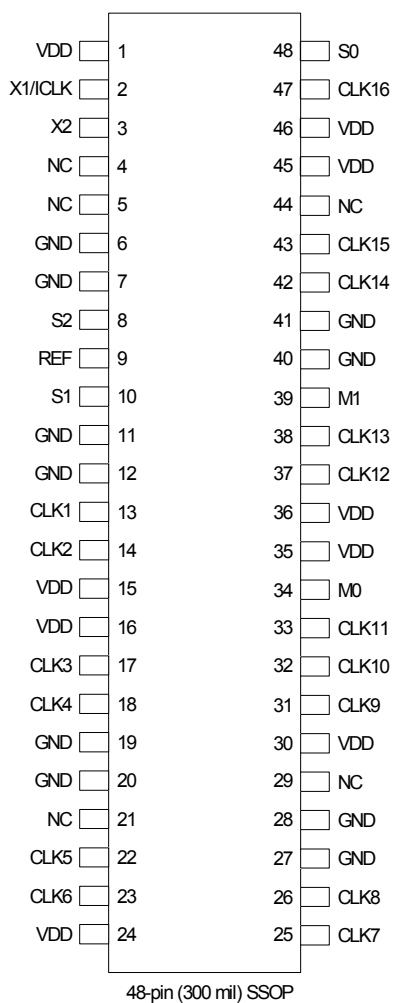 VDD 1 48 S0
X1/ICLK 2 47 CLK16
X2 3 46 VDD
NC 4 45 VDD
NC 5 44 NC
GND 6 43 CLK15
GND 7 42 CLK14
S2 8 41 GND
REF 9 40 GND
S1 10 39 M1
GND 11 38 CLK13
GND 12 37 CLK12
CLK1 13 36 VDD
CLK2 14 35 VDD
VDD 15 34 M0
VDD 16 33 CLK11
CLK3 17 32 CLK10
CLK4 18 31 CLK9
GND 19 30 VDD
GND 20 29 NC
NC 21 28 GND
CLK5 22 27 GND
CLK6 23 26 CLK8
VDD 24 25 CLK7
48-pin (300 mil) SSOP